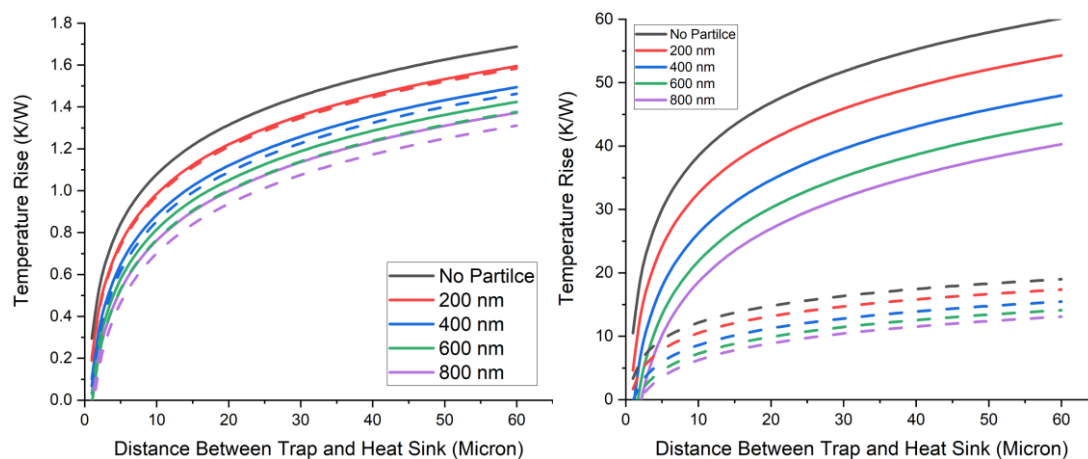 1.8
1.6
1.4
1.2
1.0
0.8
0.6
0.4
0.2
0.0
Temperature Rise (K/W)
No Partilce
200 nm
400 nm
600 nm
800 nm
0 10 20 30 40 50 60
Distance Between Trap and Heat Sink (Micron)
60
50
40
30
20
10
0
Temperature Rise (K/W)
No Partilce
200 nm
400 nm
600 nm
800 nm
0 10 20 30 40 50 60
Distance Between Trap and Heat Sink (Micron)